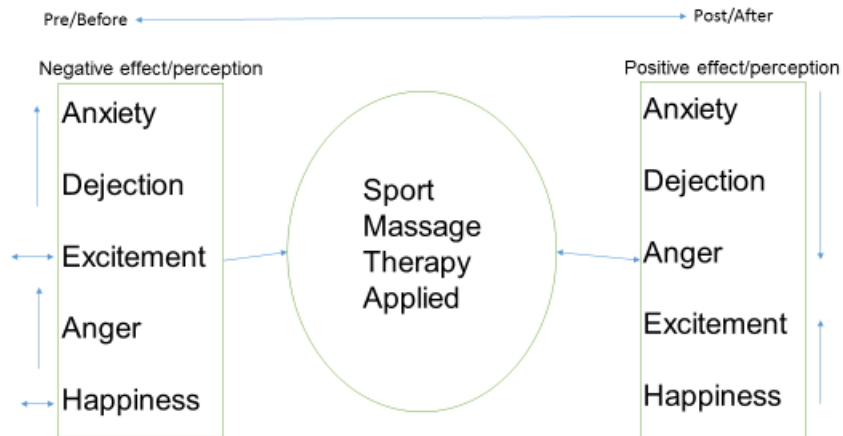 Pre/Before
Post/After
Negative effect/perception
Positive effect/perception
Anxiety
Dejection
Excitement
Anger
Happiness
Sport
Massage
Therapy
Applied
Anxiety
Dejection
Anger
Excitement
Happiness